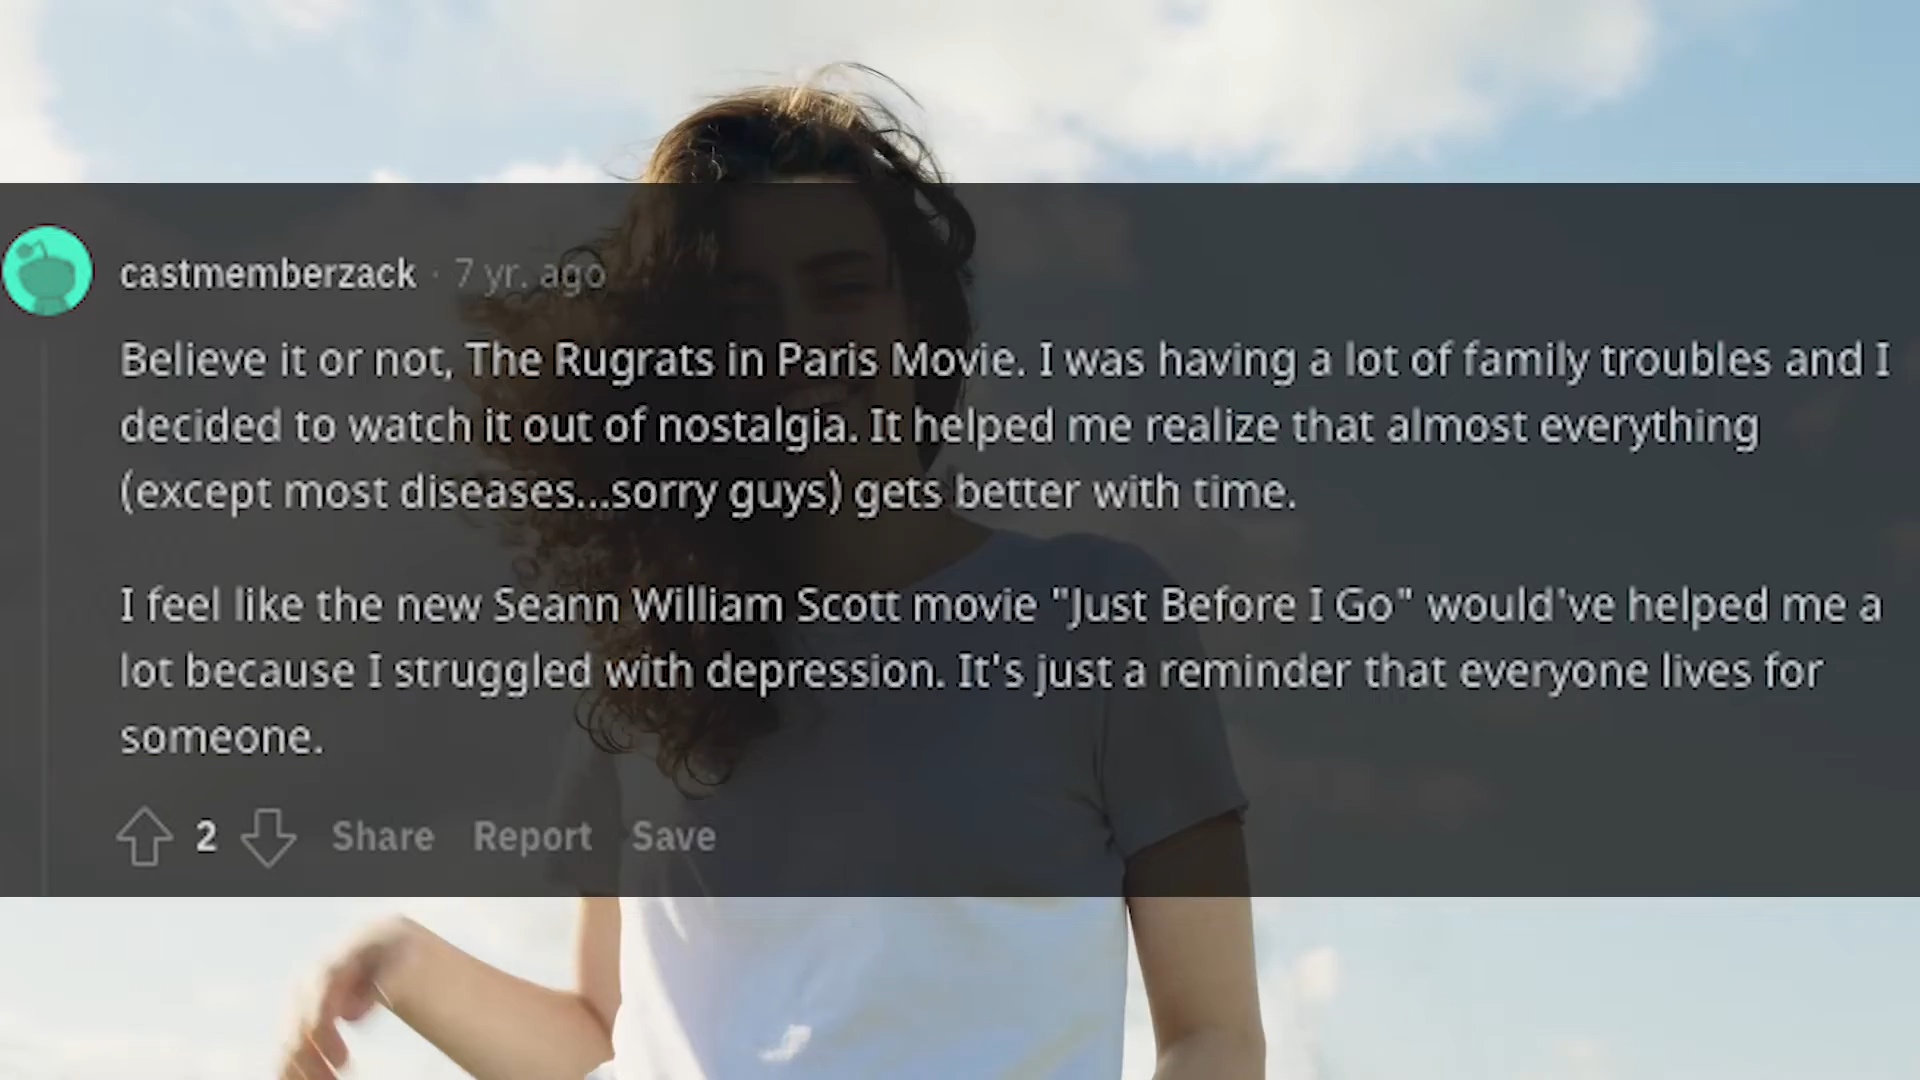 castmemberzack · 7 yr. ago
Believe it or not, The Rugrats in Paris Movie. I was having a lot of family troubles and I
decided to watch it out of nostalgia. It helped me realize that almost everything
(except most diseases...sorry guys) gets better with time.
I feel like the new Seann William Scott movie "Just Before I Go" would've helped me a
lot because I struggled with depression. It's just a reminder that everyone lives for
someone.
2 Share Report Save